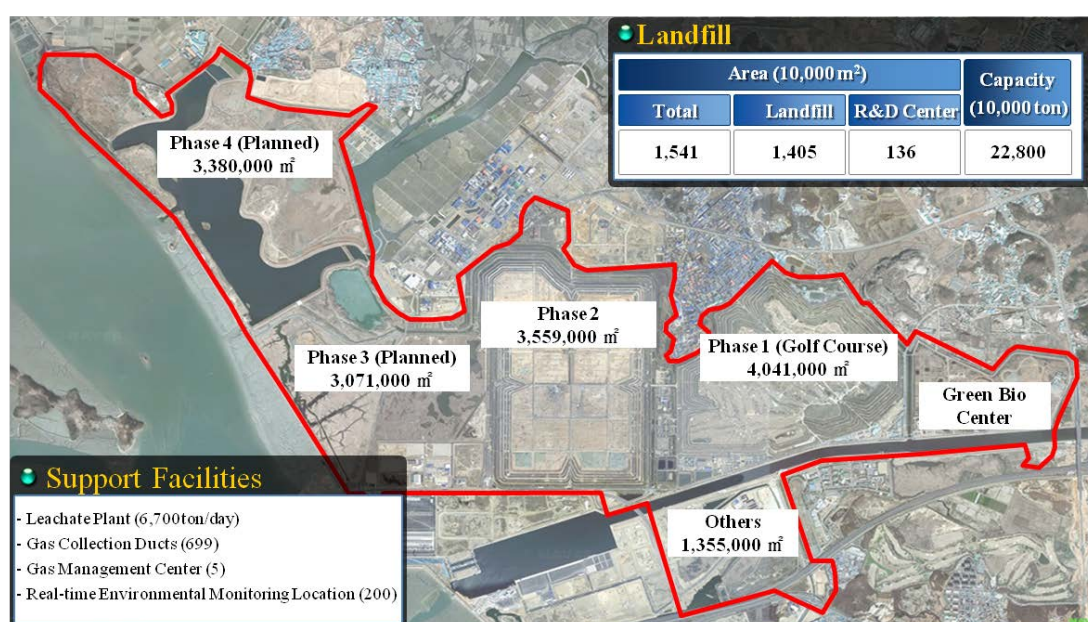 Landfill
Area (10,000 m²)
Capacity
(10,000 ton)
Total
Landfill
R&D Center
1,541
1,405
136
22,800
Phase 4 (Planned)
3,380,000 ㎡
Phase 2
3,559,000 ㎡
Phase 3 (Planned)
3,071,000 ㎡
Phase 1 (Golf Course)
4,041,000 ㎡
Green Bio
Center
Others
1,355,000 ㎡
Support Facilities
- Leachate Plant (6,700ton/day)
- Gas Collection Ducts (699)
- Gas Management Center (5)
- Real-time Environmental Monitoring Location (200)